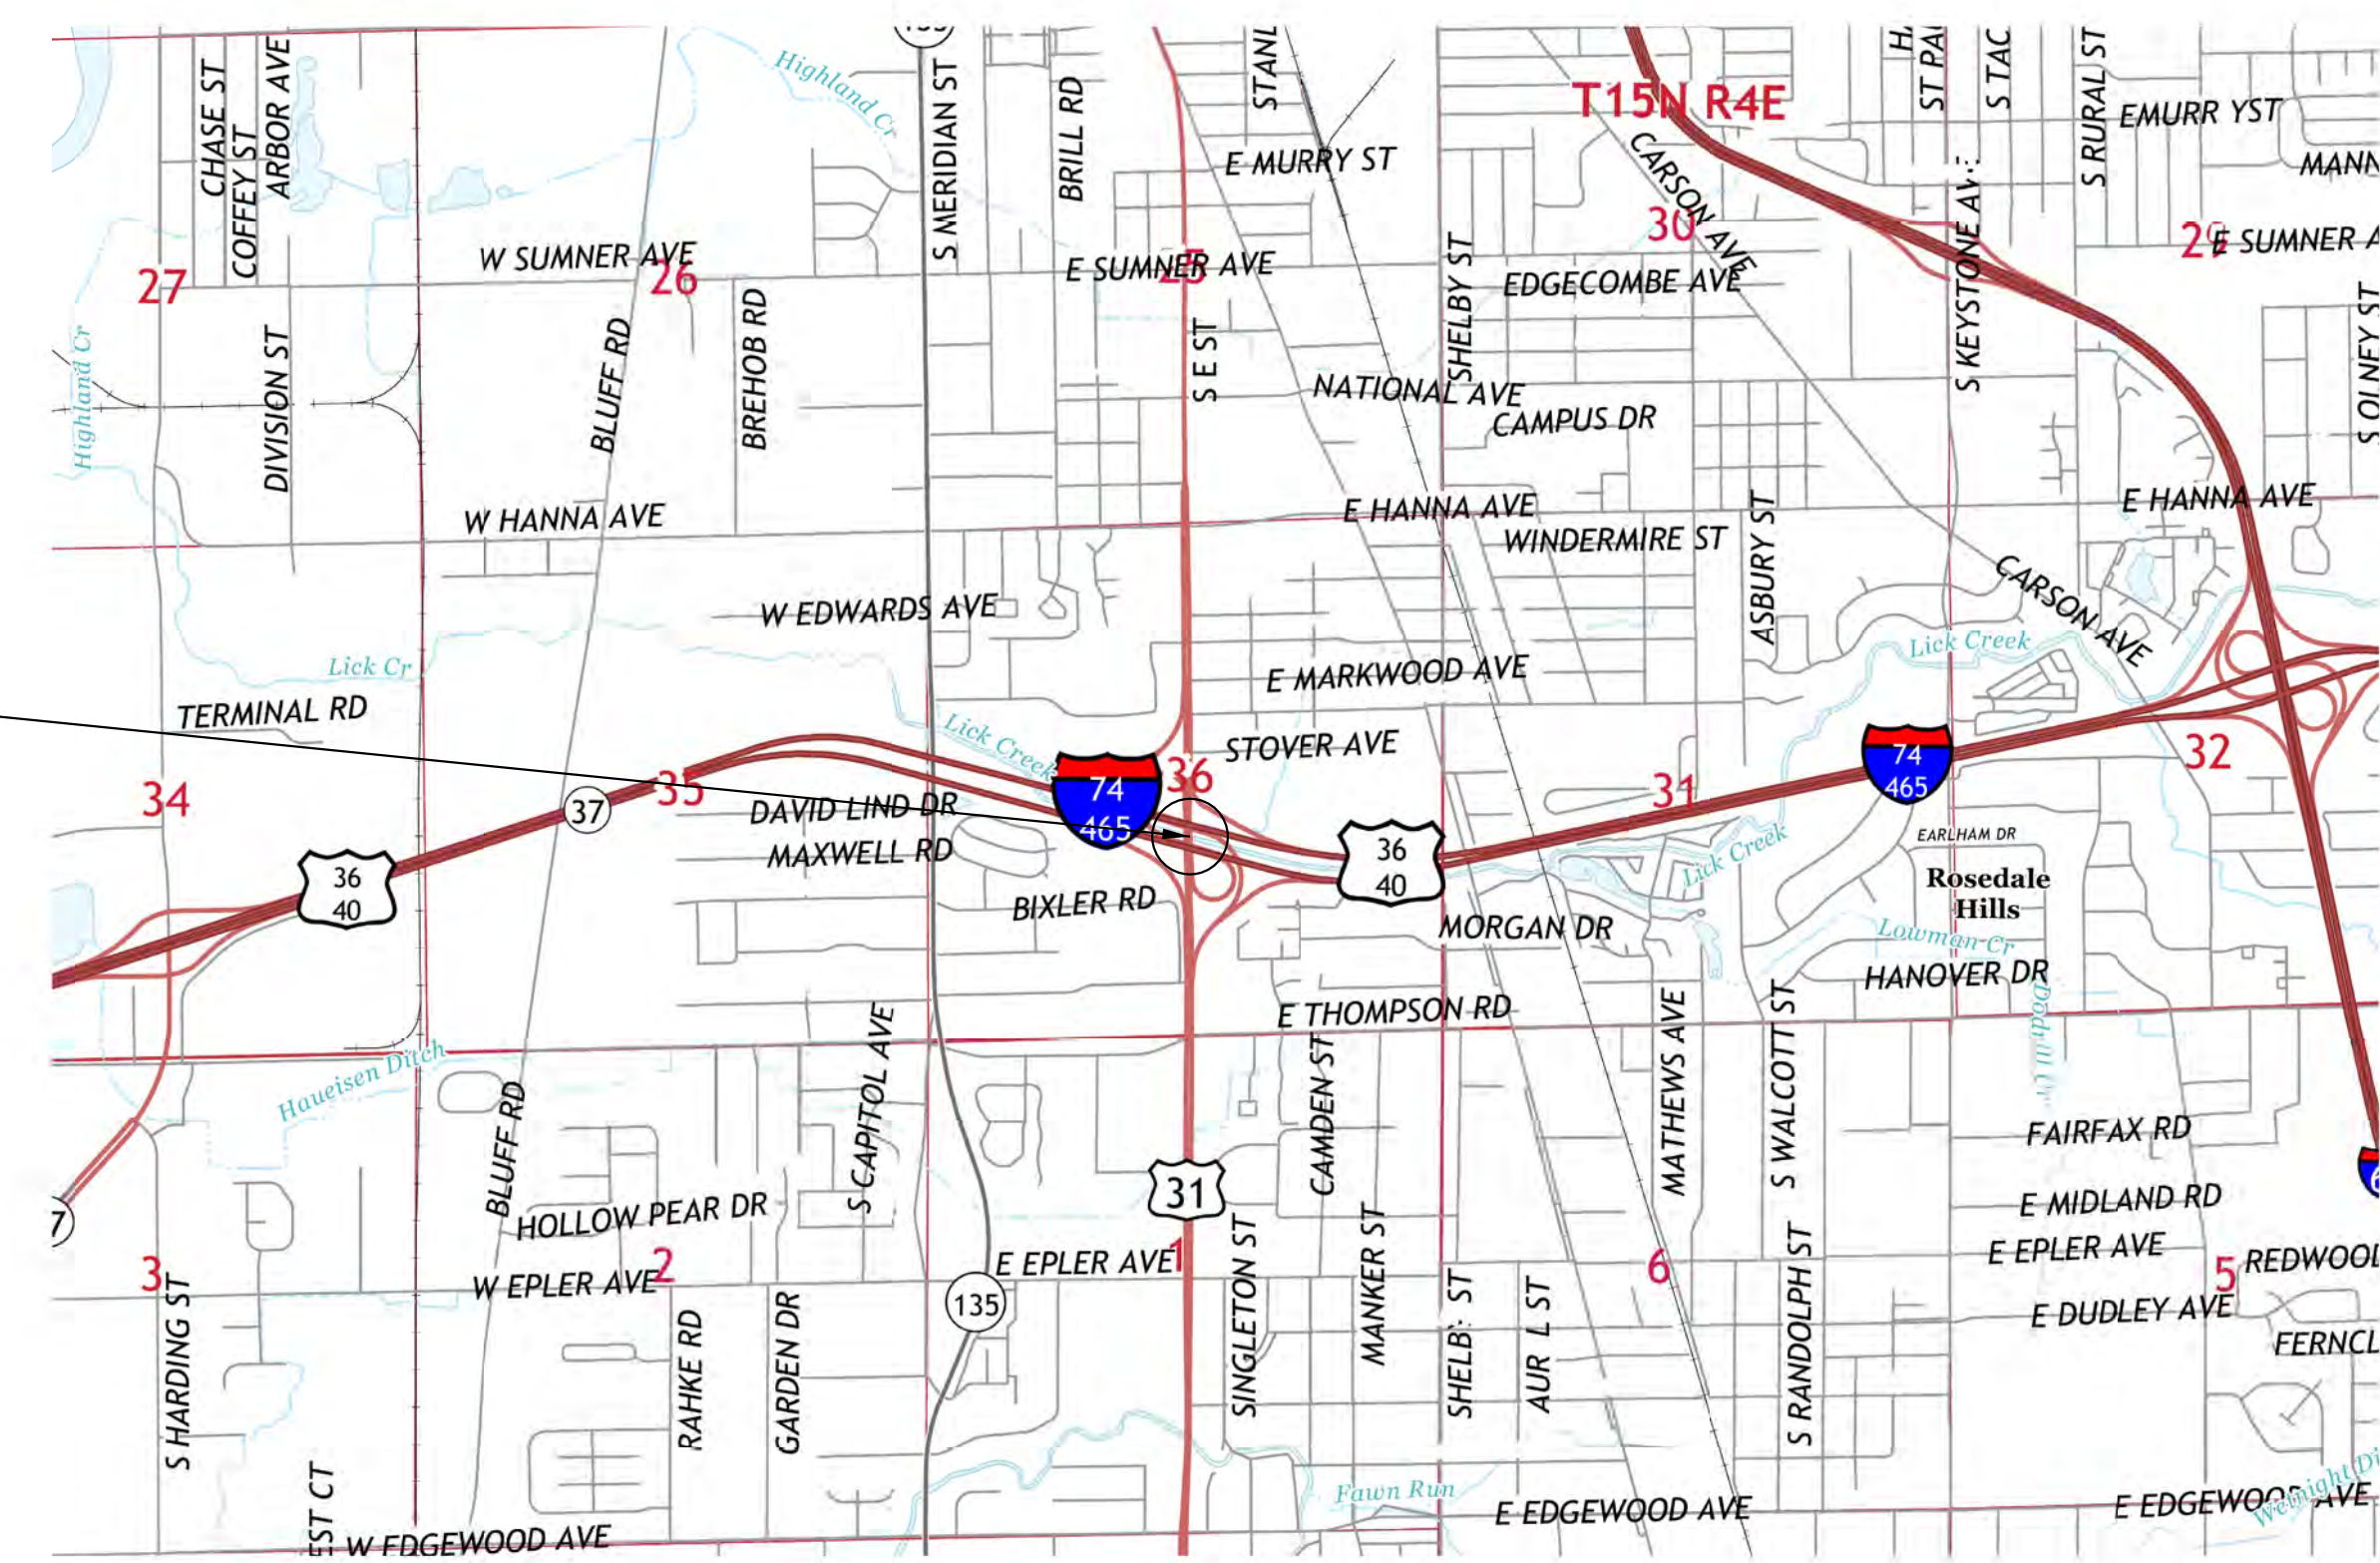 CHASE ST
COFFEY ST
ARBOR AVE
Highland Cr
S MERIDIAN ST
BRILL RD
E MURRY ST
T15N R4E
CARSON AVE
S RURAL ST
W SUMNER AVE
E SUMNER AVE
27
26
25
30
EDGECOMBE AVE
SHELBY ST
Highland Cr
DIVISION ST
BLUFF RD
BREHOB RD
S E ST
NATIONAL AVE
CAMPUS DR
S KEYSTONE AVE
W HANNA AVE
E HANNA AVE
WINDERMIRE ST
ASBURY ST
E HANNA AVE
W EDWARDS AVE
E MARKWOOD AVE
CARSON AVE
Lick Creek
Lick Cr
TERMINAL RD
Lick Creek
STOVER AVE
34
35
36
31
32
37
74
465
74
465
DAVID LIND DR
MAXWELL RD
BIXLER RD
36
40
36
40
Lick Creek
EARLHAM DR
Rosedale
Hills
Lowman Cr
MORGAN DR
HANOVER DR
E THOMPSON RD
Haueisen Ditch
BLUFF RD
S CAPITOL AVE
CAMDEN ST
MATHEWS AVE
S WALCOTT ST
FAIRFAX RD
HOLLOW PEAR DR
31
E MIDLAND RD
3
2
1
6
5
W EPLER AVE
E EPLER AVE
E EPLER AVE
135
S HARDING ST
RAHKE RD
GARDEN DR
SINGLETON ST
MANKER ST
S RANDOLPH ST
E DUDLEY AVE
Fawn Run
W EDGEWOOD AVE
E EDGEWOOD AVE
E EDGEWOOD AVE